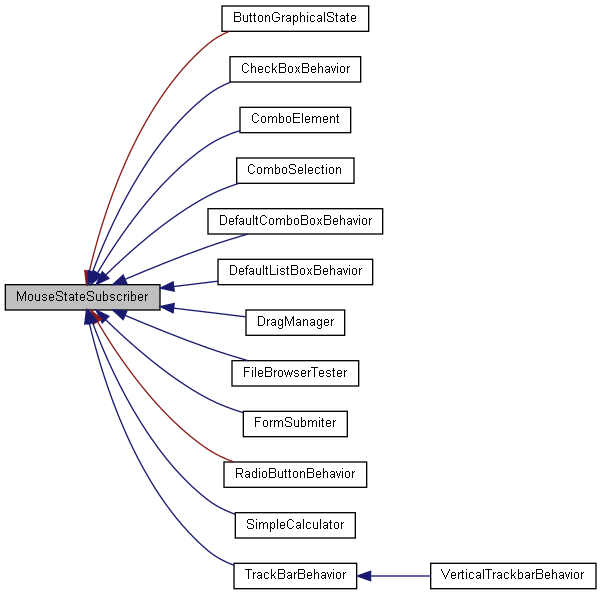 ButtonGraphicalState
CheckBoxBehavior
ComboElement
ComboSelection
DefaultComboBoxBehavior
DefaultListBoxBehavior
MouseStateSubscriber
DragManager
FileBrowserTester
FormSubmiter
RadioButtonBehavior
SimpleCalculator
TrackBarBehavior
VerticalTrackbarBehavior